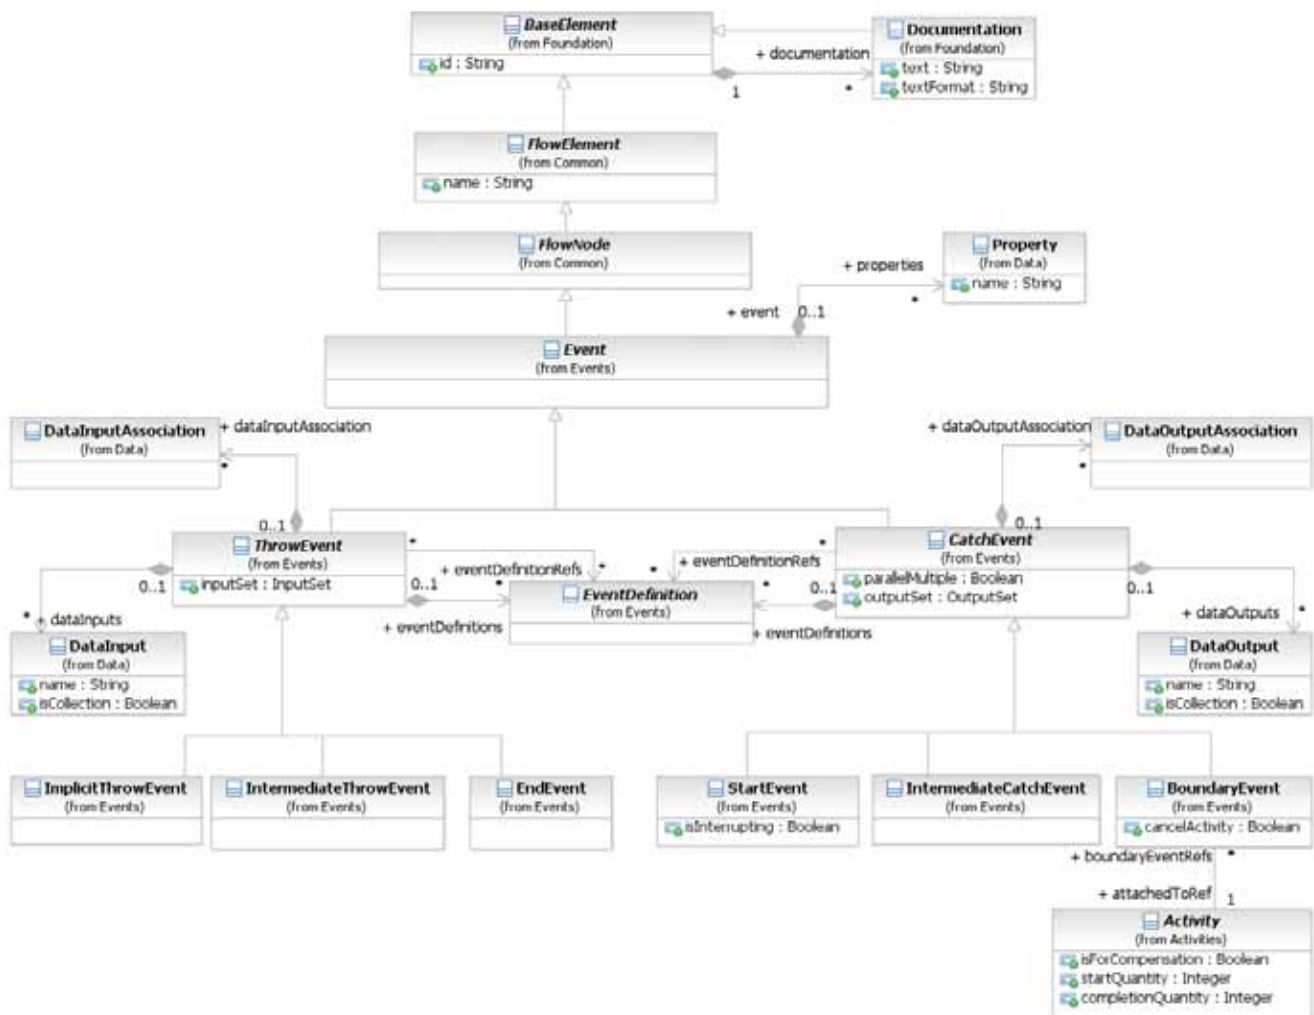 BaseElement
(from Foundation)
id : String
Documentation
(from Foundation)
text : String
textFormat : String
+ documentation
1
*
FlowElement
(from Common)
name : String
FlowNode
(from Common)
Property
(from Data)
name : String
+ properties
*
+ event
0..1
Event
(from Events)
DataInputAssociation
(from Data)
+ dataInputAssociation
*
0..1
+ dataOutputAssociation
*
0..1
DataOutputAssociation
(from Data)
ThrowEvent
(from Events)
inputSet : InputSet
0..1
* + dataInputs
*
+ eventDefinitionRefs
*
0..1
*
+ eventDefinitions
EventDefinition
(from Events)
*
+ eventDefinitionRefs
*
0..1
*
+ eventDefinitions
CatchEvent
(from Events)
parallelMultiple : Boolean
outputSet : OutputSet
0..1
+ dataOutputs
*
DataInput
(from Data)
name : String
isCollection : Boolean
DataOutput
(from Data)
name : String
isCollection : Boolean
ImplicitThrowEvent
(from Events)
IntermediateThrowEvent
(from Events)
EndEvent
(from Events)
StartEvent
(from Events)
isInterrupting : Boolean
IntermediateCatchEvent
(from Events)
BoundaryEvent
(from Events)
cancelActivity : Boolean
+ boundaryEventRefs
*
+ attachedToRef
1
Activity
(from Activities)
isForCompensation : Boolean
startQuantity : Integer
completionQuantity : Integer